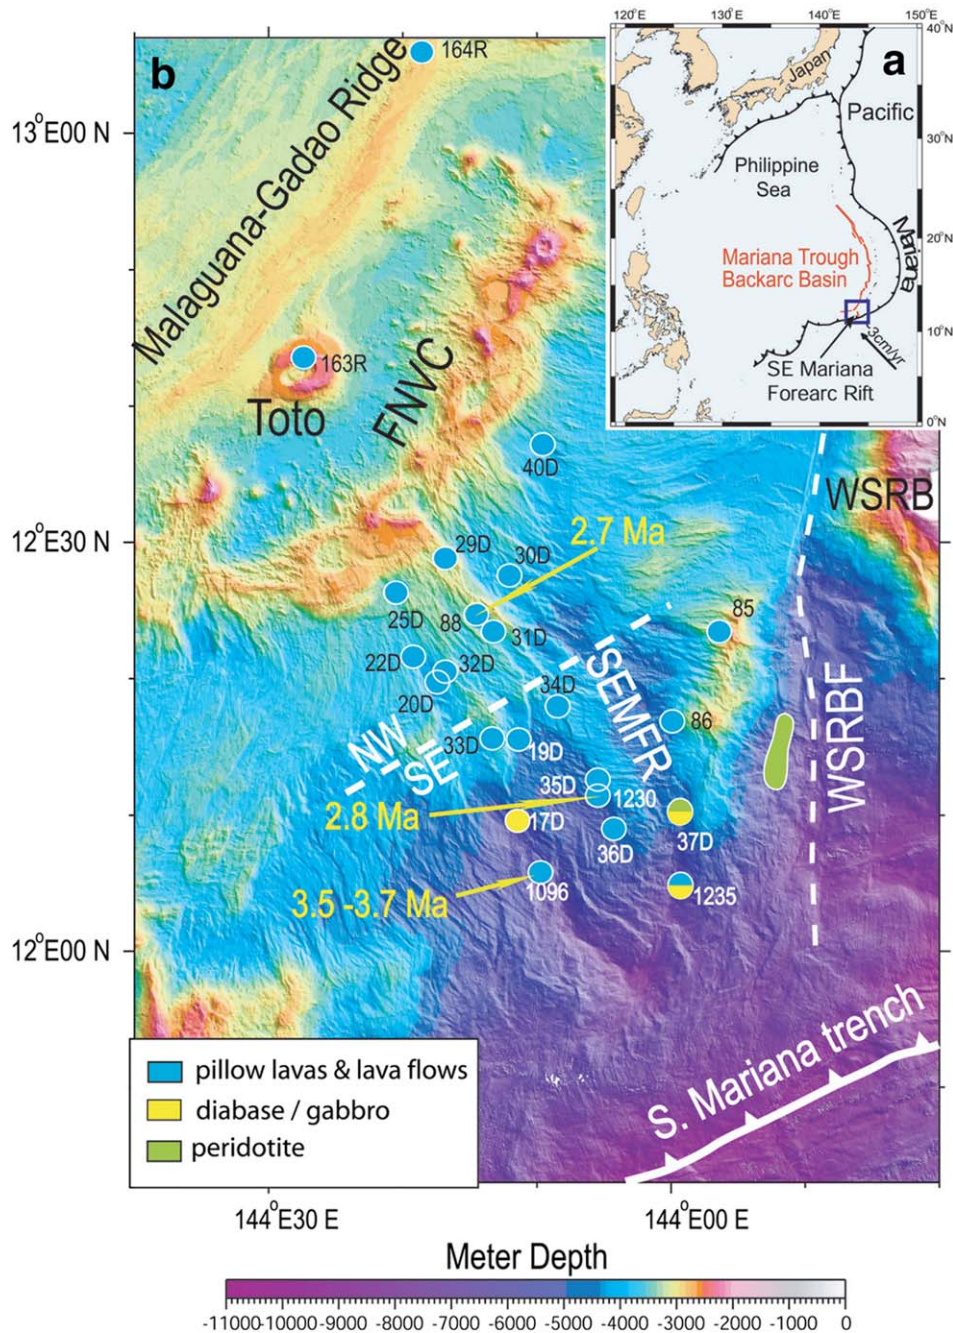 120°E
130°E
140°E
150°E
40°N
30°N
20°N
10°N
0°N
a
Japan
Pacific
Philippine
Sea
Mariana
Mariana Trough
Backarc Basin
3cm/yr
SE Mariana
Forearc Rift
b
164R
Malaguana-Gadao Ridge
13°E00 N
163R
Toto
FNVC
40D
WSRB
12°E30 N
29D
30D
2.7 Ma
25D
88
31D
85
22D
32D
20D
34D
SEMFR
86
WSRBF
NW
SE
33D
19D
35D
1230
2.8 Ma
17D
36D
37D
3.5 -3.7 Ma
1096
1235
12°E00 N
S. Mariana trench
pillow lavas & lava flows
diabase / gabbro
peridotite
144°E30 E
144°E00 E
Meter Depth
-11000 -10000 -9000 -8000 -7000 -6000 -5000 -4000 -3000 -2000 -1000 0